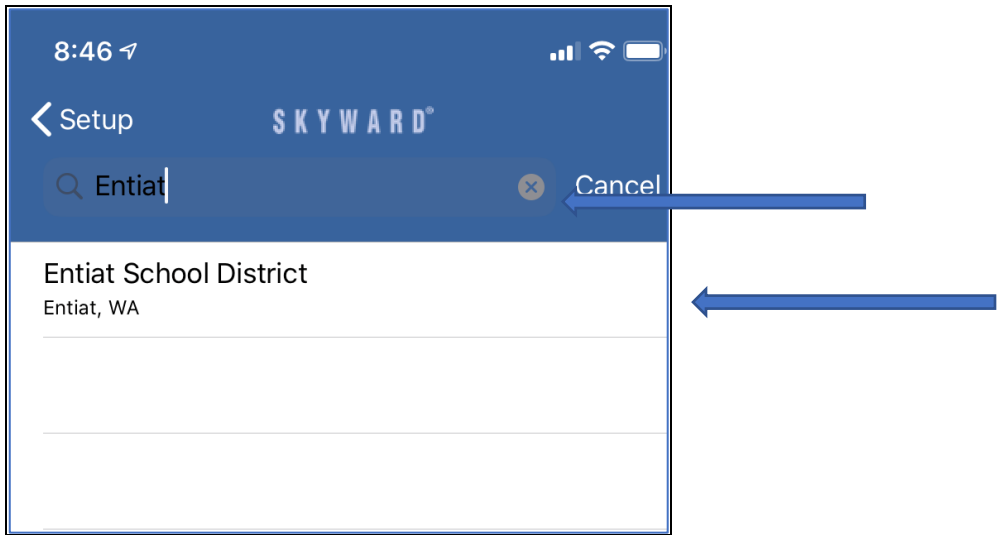 8:46
Setup
SKYWARD®
Entiat
Cancel
Entiat School District
Entiat, WA